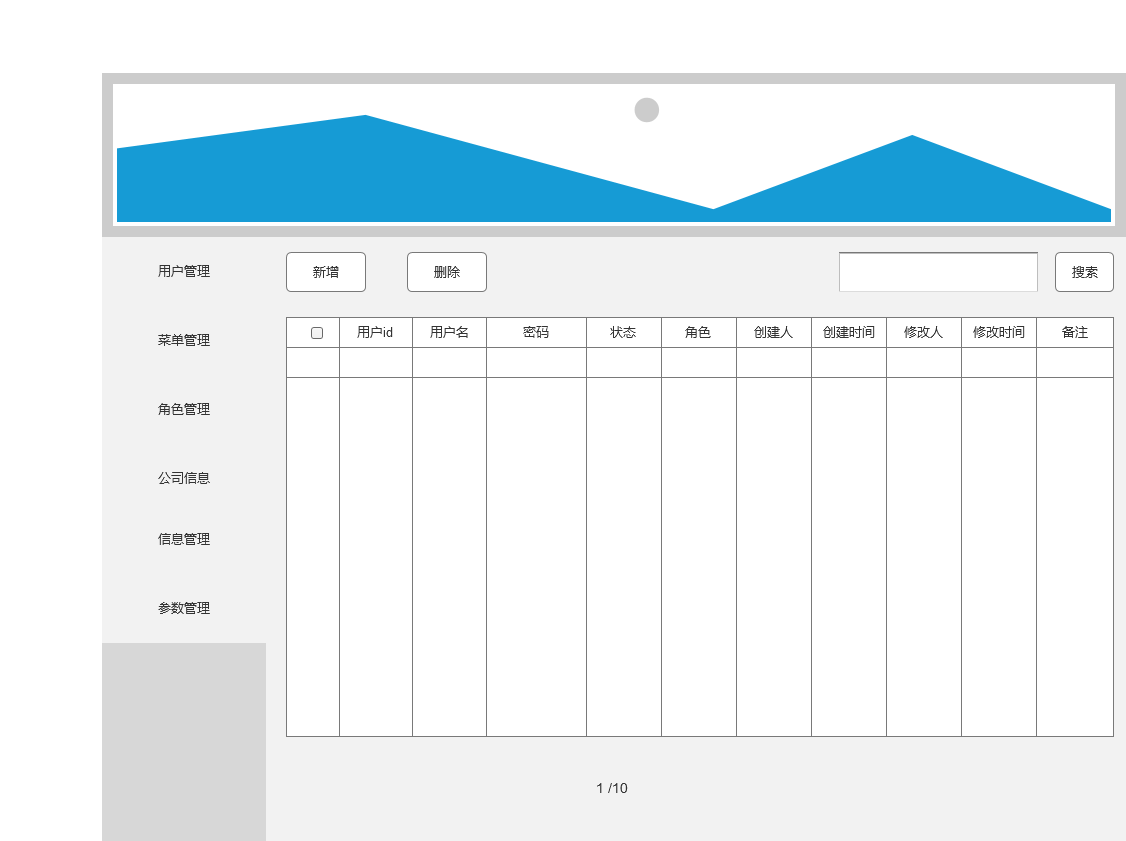 用户管理
新增
删除
搜索
用户id 用户名 密码 状态 角色 创建人 创建时间 修改人 修改时间 备注
菜单管理
角色管理
公司信息
信息管理
参数管理
1 /10